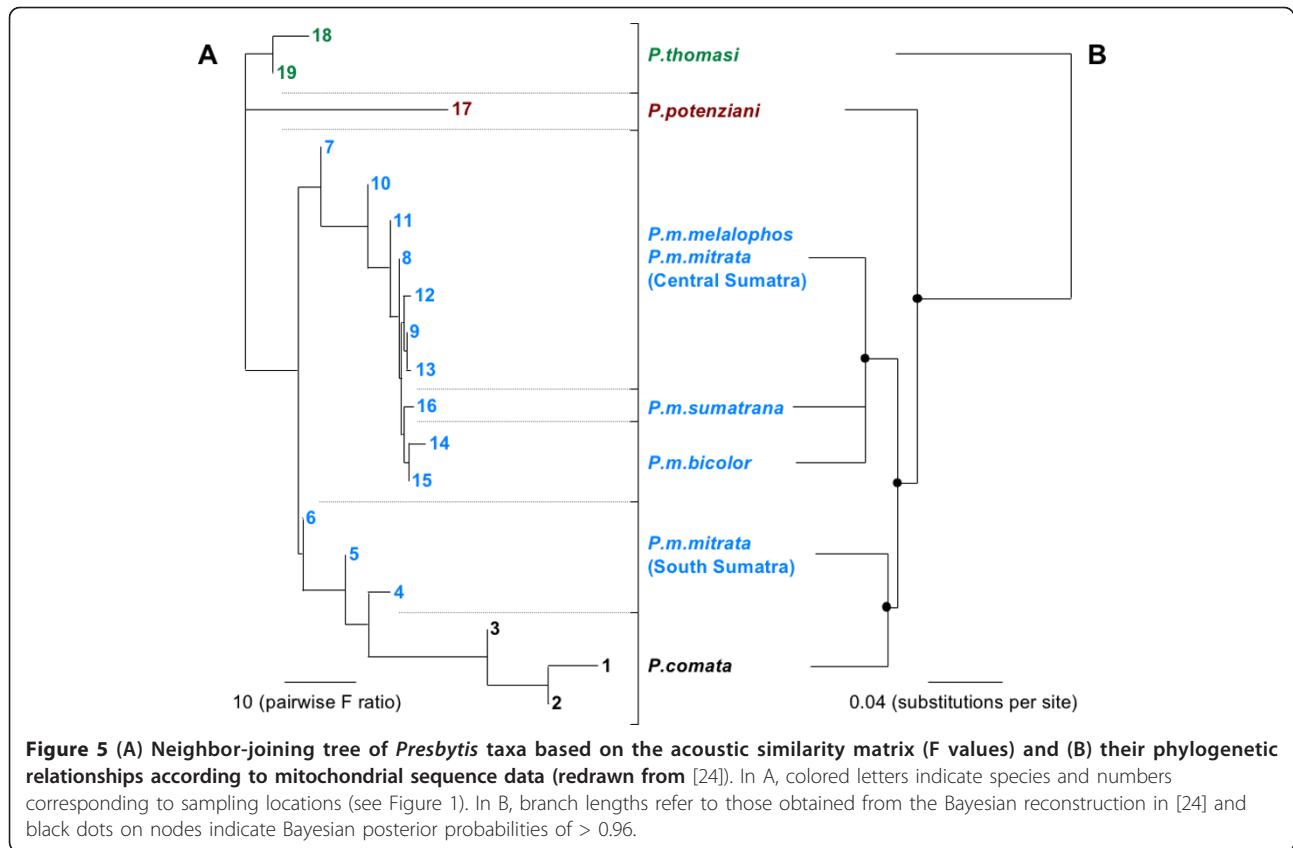 A
B
18
19
P.thomasi
17
P.potenziani
7
10
11
8
12
9
13
P.m.melalophos
P.m.mitrata
(Central Sumatra)
16
P.m.sumatrana
14
15
P.m.bicolor
6
5
4
P.m.mitrata
(South Sumatra)
3
1
2
P.comata
10 (pairwise F ratio)
0.04 (substitutions per site)
Figure 5 (A) Neighbor-joining tree of Presbytis taxa based on the acoustic similarity matrix (F values) and (B) their phylogenetic
relationships according to mitochondrial sequence data (redrawn from [24]). In A, colored letters indicate species and numbers
corresponding to sampling locations (see Figure 1). In B, branch lengths refer to those obtained from the Bayesian reconstruction in [24] and
black dots on nodes indicate Bayesian posterior probabilities of > 0.96.